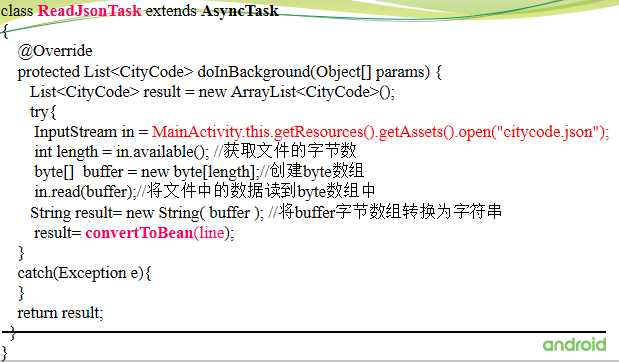 class ReadJsonTask extends AsyncTask
{
@Override
protected List<CityCode> doInBackground(Object[] params) {
List<CityCode> result = new ArrayList<CityCode>();
try{
InputStream in = MainActivity.this.getResources().getAssets().open("citycode.json");
int length = in.available(); //获取文件的字节数
byte[]  buffer = new byte[length];//创建byte数组
in.read(buffer);//将文件中的数据读到byte数组中
String result= new String( buffer ); //将buffer字节数组转换为字符串
result= convertToBean(line);
}
catch(Exception e){
}
return result;
}
}
android